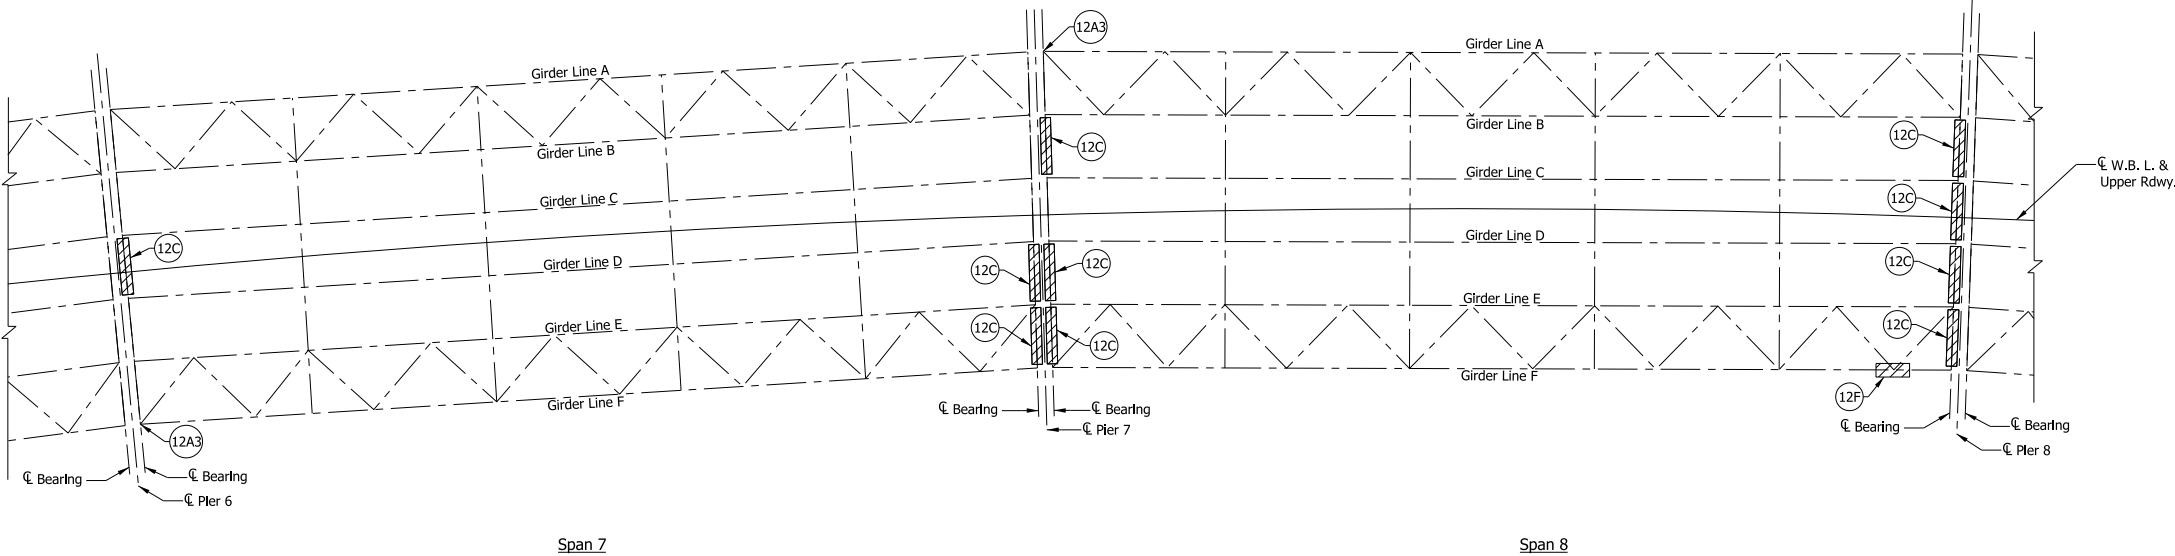 12A3
Girder Line A
Girder Line A
Girder Line B
Girder Line B
12C
12C
℄ W.B. L. &
Upper Rdwy.
Girder Line C
Girder Line C
12C
12C
Girder Line D
Girder Line D
12C
12C
12C
Girder Line E
Girder Line E
12C
12C
12C
Girder Line F
Girder Line F
12F
12A3
℄ Bearing
℄ Bearing
℄ Pier 7
℄ Bearing
℄ Bearing
℄ Pier 8
℄ Bearing
℄ Bearing
℄ Pier 6
Span 7
Span 8